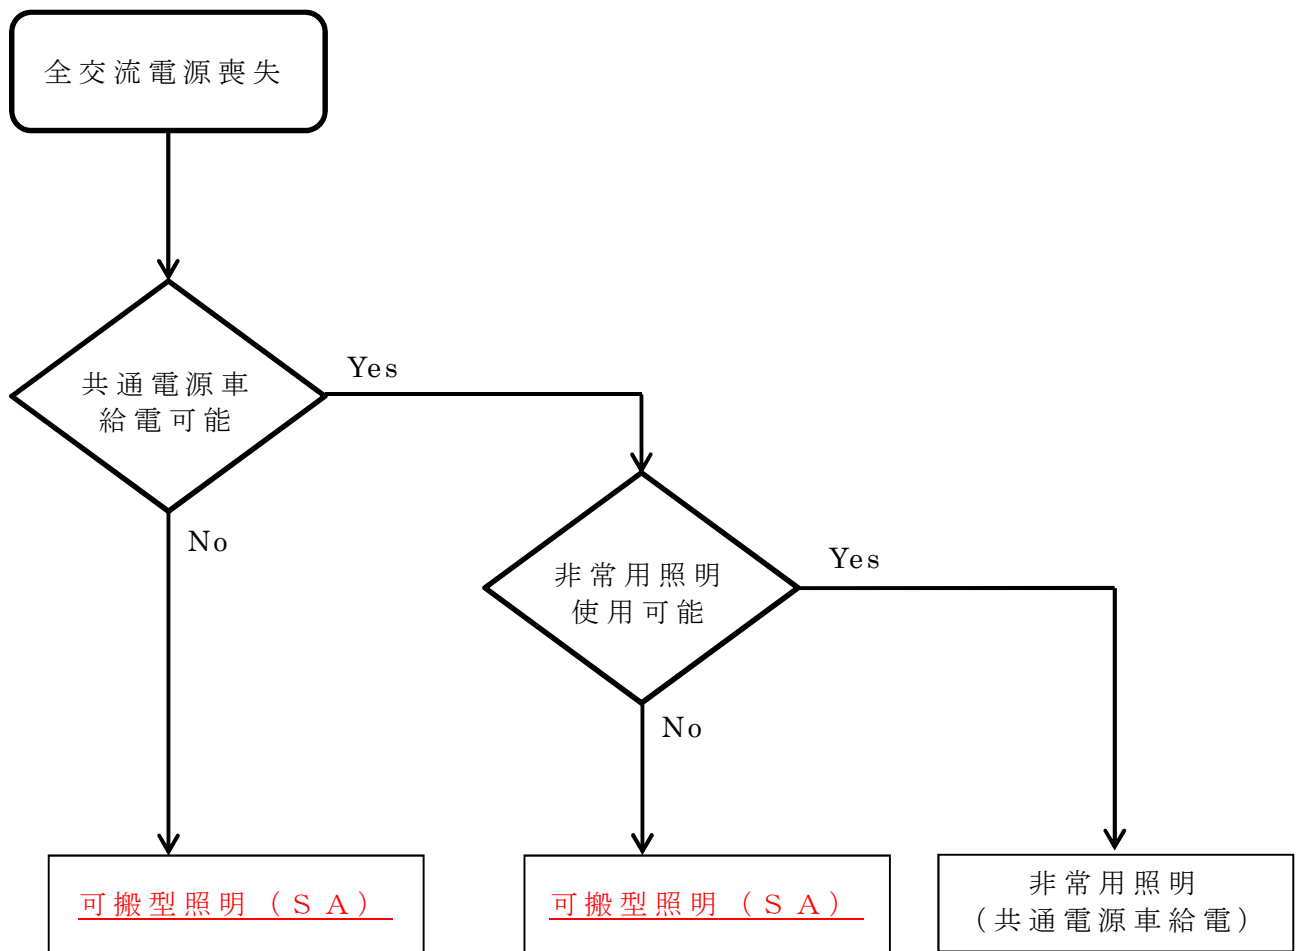 全交流電源喪失
共通電源車
給電可能
Yes
No
非常用照明
使用可能
Yes
No
可搬型照明（ＳＡ）
可搬型照明（ＳＡ）
非常用照明
（共通電源車給電）